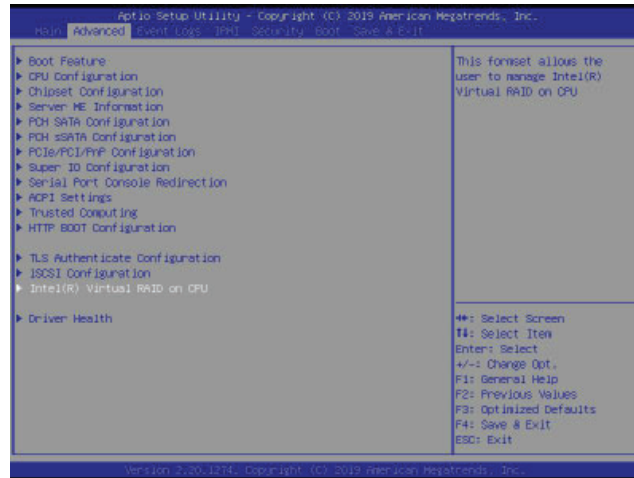 Aptio Setup Utility - Copyright (C) 2019 American Megatrends, Inc.
Main Advanced Event Logs IPMI Security Boot Save & Exit
▶ Boot Feature
▶ CPU Configuration
▶ Chipset Configuration
▶ Server ME Information
▶ PCH SATA Configuration
▶ PCH sSATA Configuration
▶ PCIe/PCI/PnP Configuration
▶ Super IO Configuration
▶ Serial Port Console Redirection
▶ ACPI Settings
▶ Trusted Computing
▶ HTTP BOOT Configuration
▶ TLS Authenticate Configuration
▶ iSCSI Configuration
▶ Intel(R) Virtual RAID on CPU
▶ Driver Health
This formset allows the
user to manage Intel(R)
Virtual RAID on CPU
→←: Select Screen
↑↓: Select Item
Enter: Select
+/-: Change Opt.
F1: General Help
F2: Previous Values
F3: Optimized Defaults
F4: Save & Exit
ESC: Exit
Version 2.20.1274. Copyright (C) 2019 American Megatrends, Inc.